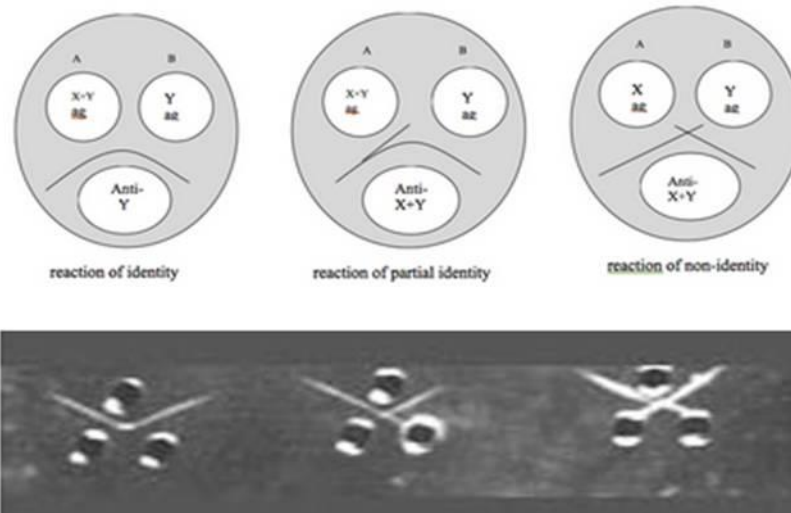 A B
X+Y
ag
Y
ag
Anti-
Y
reaction of identity
A B
X+Y
ag
Y
ag
Anti-
X+Y
reaction of partial identity
A B
X
ag
Y
ag
Anti-
X+Y
reaction of non-identity